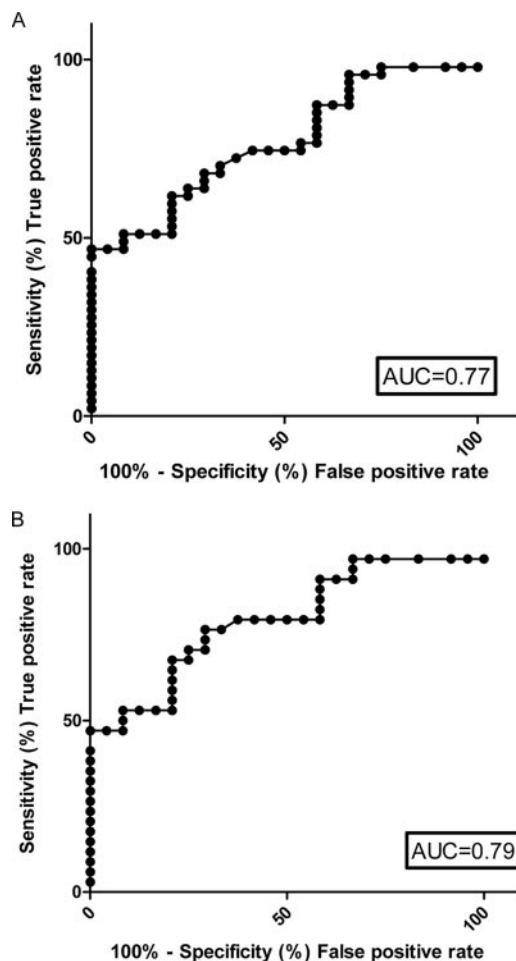 A
Sensitivity (%) True positive rate
100
50
0
AUC=0.77
0
50
100
100% - Specificity (%) False positive rate
B
Sensitivity (%) True positive rate
100
50
0
AUC=0.79
0
50
100
100% - Specificity (%) False positive rate